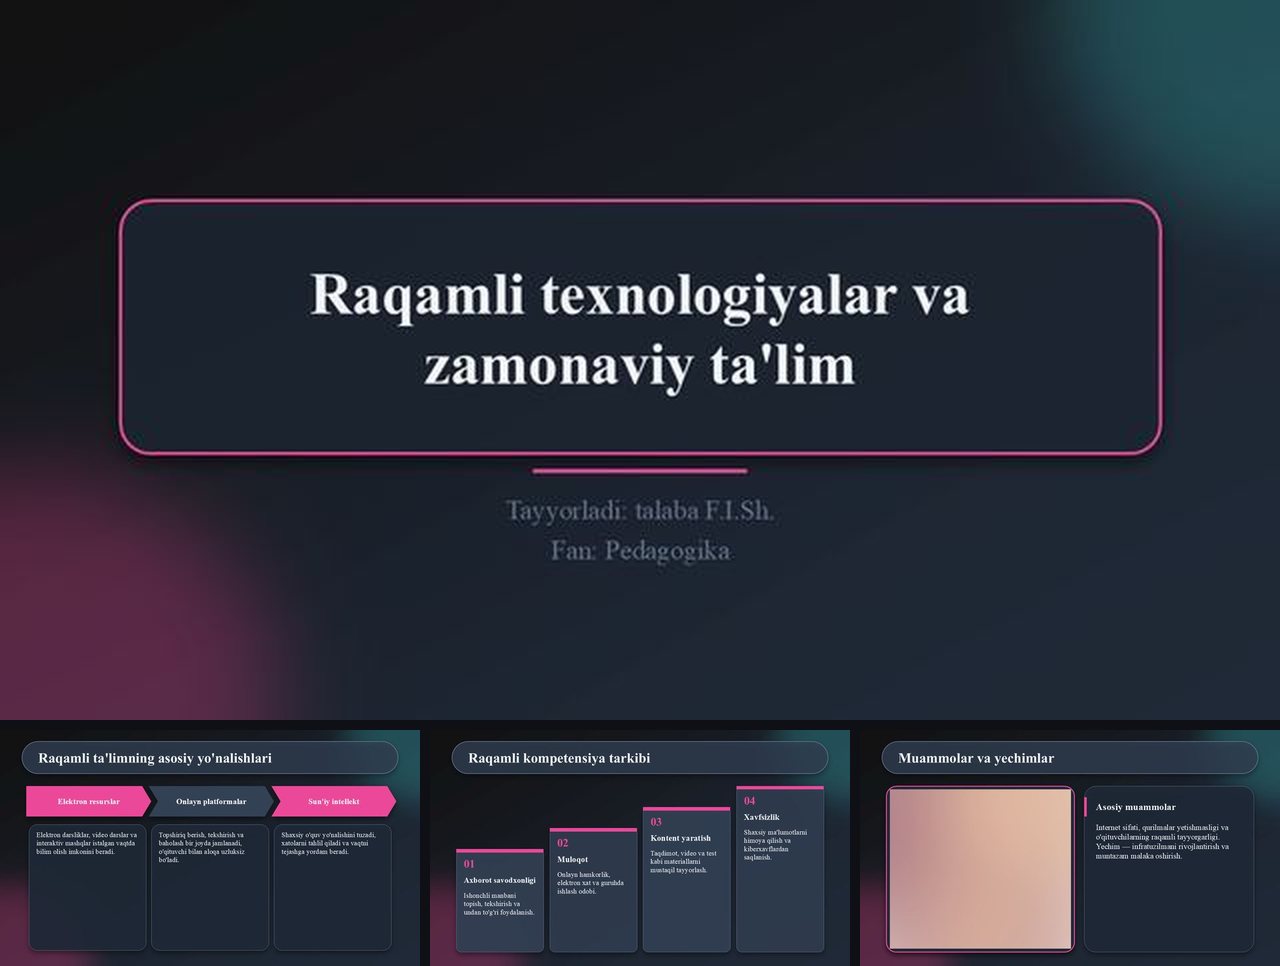 Raqamli texnologiyalar va
zamonaviy ta'lim
Tayyorladi: talaba F.I.Sh.
Fan: Pedagogika
Raqamli ta'limning asosiy yo'nalishlari
Elektron resurslar
Onlayn platformalar
Sun'iy intellekt
Elektron darsliklar, video darslar va
interaktiv mashqlar istalgan vaqtda
bilim olish imkonini beradi.
Topshiriq berish, tekshirish va
baholash bir joyda jamlanadi,
o'qituvchi bilan aloqa uzluksiz
bo'ladi.
Shaxsiy o'quv yo'nalishini tuzadi,
xatolarni tahlil qiladi va vaqtni
tejashga yordam beradi.
Raqamli kompetensiya tarkibi
01
Axborot savodxonligi
Ishonchli manbani
topish, tekshirish va
undan to'g'ri foydalanish.
02
Muloqot
Onlayn hamkorlik,
elektron xat va guruhda
ishlash odobi.
03
Kontent yaratish
Taqdimot, video va test
kabi materiallarni
mustaqil tayyorlash.
04
Xavfsizlik
Shaxsiy ma'lumotlarni
himoya qilish va
kiberxavflardan
saqlanish.
Muammolar va yechimlar
Asosiy muammolar
Internet sifati, qurilmalar yetishmasligi va
o'qituvchilarning raqamli tayyorgarligi.
Yechim — infratuzilmani rivojlantirish va
muntazam malaka oshirish.